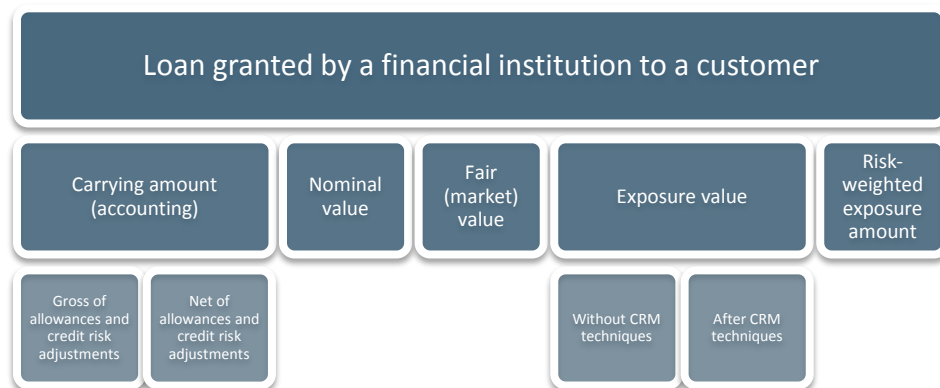 Loan granted by a financial institution to a customer
Carrying amount
(accounting)
Nominal
value
Fair
(market)
value
Exposure value
Risk-
weighted
exposure
amount
Gross of
allowances and
credit risk
adjustments
Net of
allowances and
credit risk
adjustments
Without CRM
techniques
After CRM
techniques